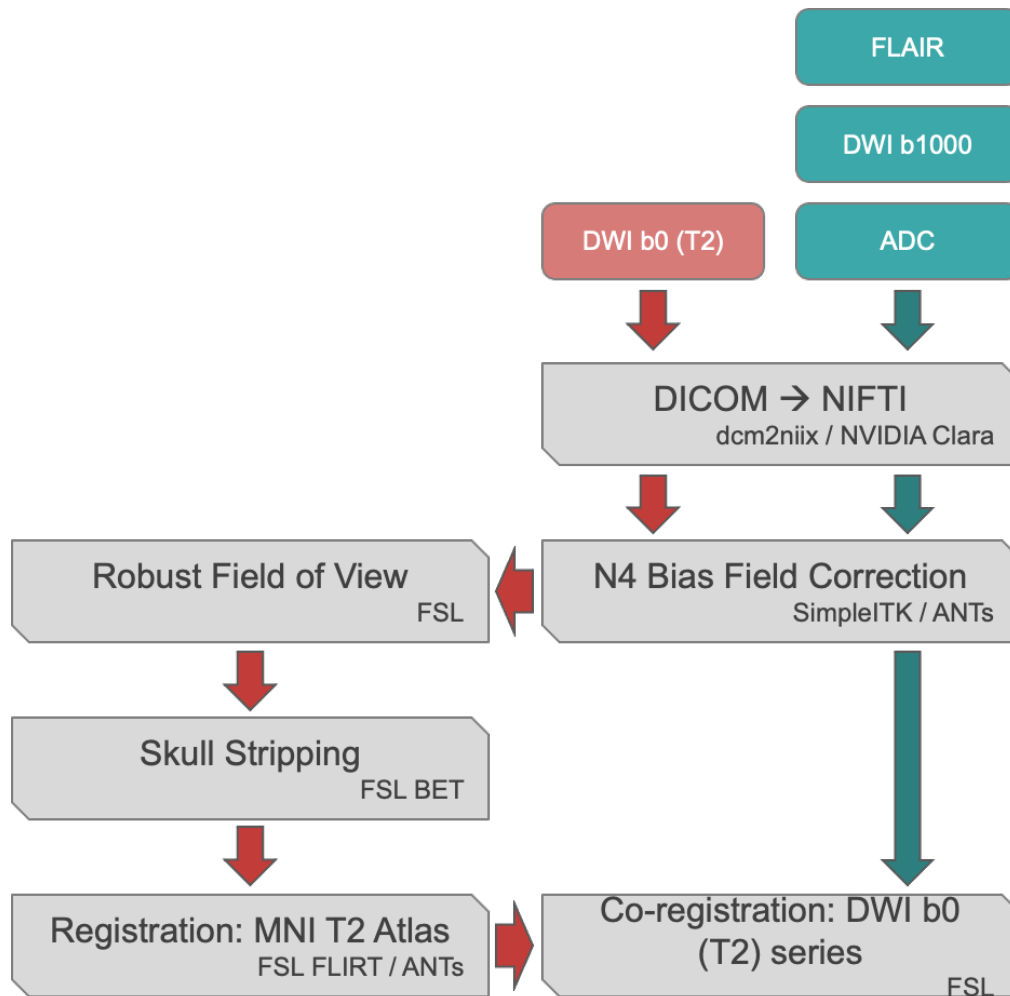 FLAIR
DWI b1000
DWI b0 (T2)
ADC
DICOM → NIFTI
dcm2niix / NVIDIA Clara
Robust Field of View
FSL
N4 Bias Field Correction
SimpleITK / ANTs
Skull Stripping
FSL BET
Registration: MNI T2 Atlas
FSL FLIRT / ANTs
Co-registration: DWI b0
(T2) series
FSL